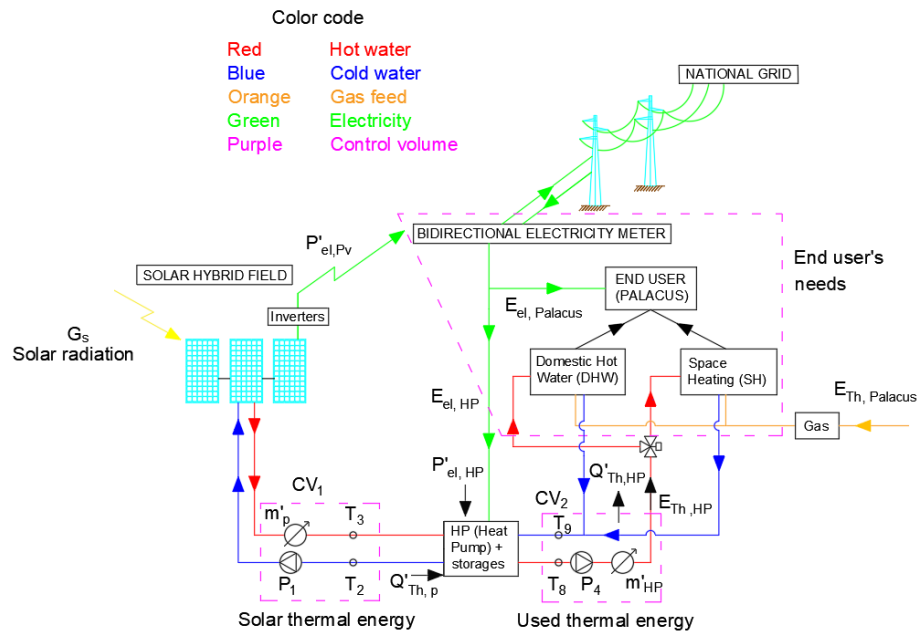 Color code
Red Hot water
Blue Cold water
Orange Gas feed
Green Electricity
Purple Control volume
NATIONAL GRID
BIDIRECTIONAL ELECTRICITY METER
P'el,Pv
SOLAR HYBRID FIELD
Inverters
Gs
Solar radiation
END USER
(PALACUS)
End user's
needs
Eel, Palacus
Domestic Hot
Water (DHW)
Space
Heating (SH)
Eel, HP
ETh, Palacus
Gas
P'el, HP
Q'Th,HP
CV1
CV2
ETh ,HP
m'p
T3
T9
HP (Heat
Pump) +
storages
P1
T2
Q'Th, p
T8
P4
m'HP
Solar thermal energy
Used thermal energy